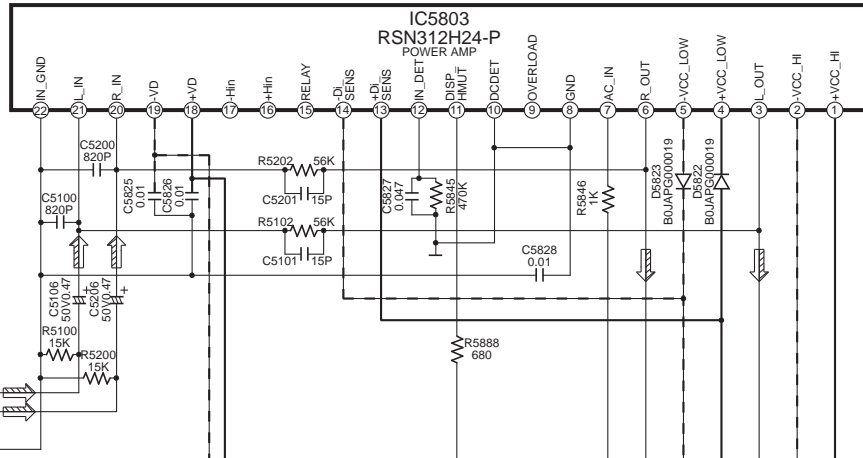 IC5803
RSN312H24-P
POWER AMP
IN_GND
L_IN
R_IN
-VD
+VD
-Hin
+Hin
RELAY
-Di_
SENS
+Di_
SENS
IN_DET
DISP_
HMUT
DCDET
OVERLOAD
GND
AC_IN
R_OUT
-VCC_LOW
+VCC_LOW
L_OUT
-VCC_HI
+VCC_HI
22
21
20
19
18
17
16
15
14
13
12
11
10
9
8
7
6
5
4
3
2
1
C5200
820P
C5100
820P
C5825
0.01
C5826
0.01
R5202
56K
C5201
15P
R5102
56K
C5101
15P
C5827
0.047
R5845
470K
R5846
1K
D5823
B0JAPG000019
D5822
B0JAPG000019
C5828
0.01
C5106
50V0.47
+
C5206
50V0.47
+
R5100
15K
R5200
15K
R5888
680